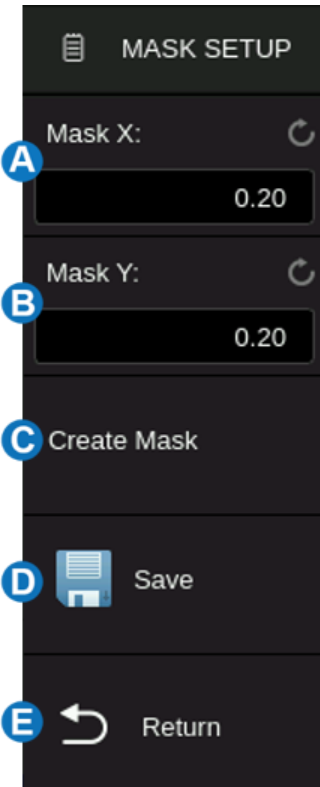 MASK SETUP
Mask X:
A
0.20
Mask Y:
B
0.20
C Create Mask
D Save
E Return